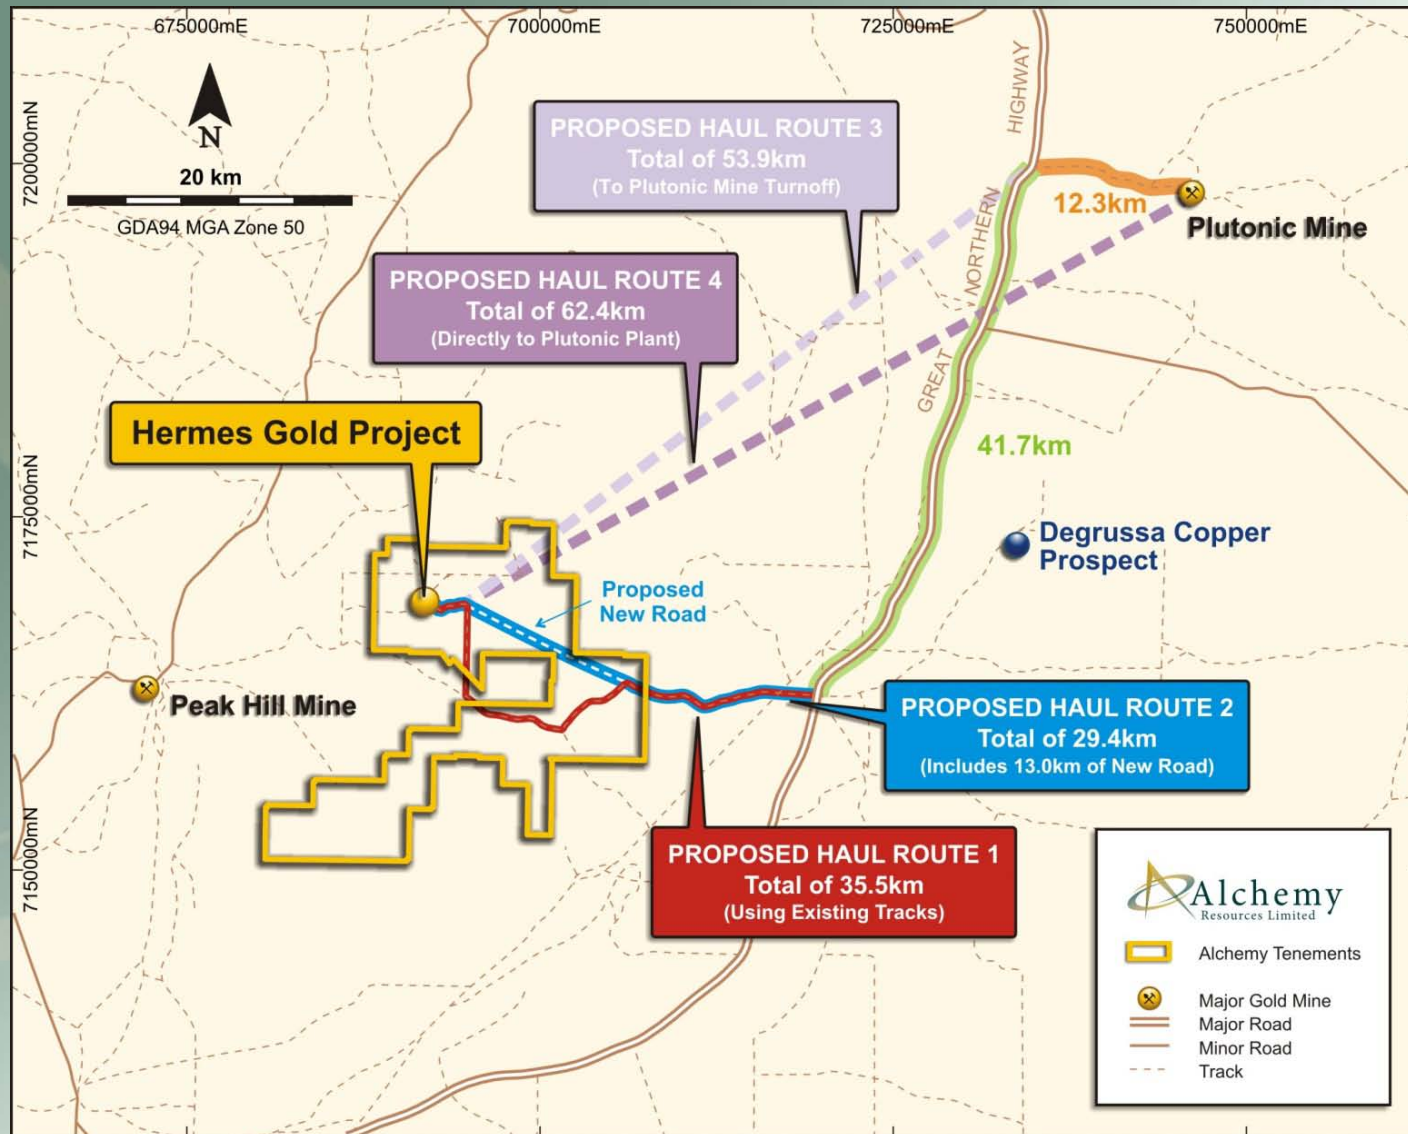 675000mE
700000mE
725000mE
750000mE
7200000mN
7175000mN
7150000mN
N
20 km
GDA94 MGA Zone 50
PROPOSED HAUL ROUTE 3
Total of 53.9km
(To Plutonic Mine Turnoff)
GREAT NORTHERN HIGHWAY
12.3km
Plutonic Mine
PROPOSED HAUL ROUTE 4
Total of 62.4km
(Directly to Plutonic Plant)
Hermes Gold Project
41.7km
Degrussa Copper
Prospect
Proposed
New Road
Peak Hill Mine
PROPOSED HAUL ROUTE 2
Total of 29.4km
(Includes 13.0km of New Road)
PROPOSED HAUL ROUTE 1
Total of 35.5km
(Using Existing Tracks)
Alchemy
Resources Limited
Alchemy Tenements
Major Gold Mine
Major Road
Minor Road
Track